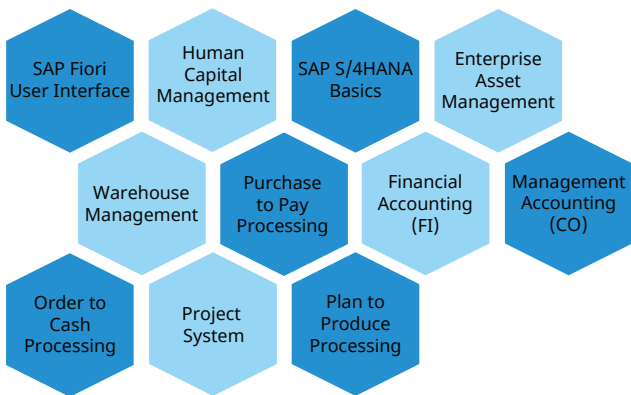 SAP Fiori
User Interface
Human
Capital
Management
SAP S/4HANA
Basics
Enterprise
Asset
Management
Warehouse
Management
Purchase
to Pay
Processing
Financial
Accounting
(FI)
Management
Accounting
(CO)
Order to
Cash
Processing
Project
System
Plan to
Produce
Processing